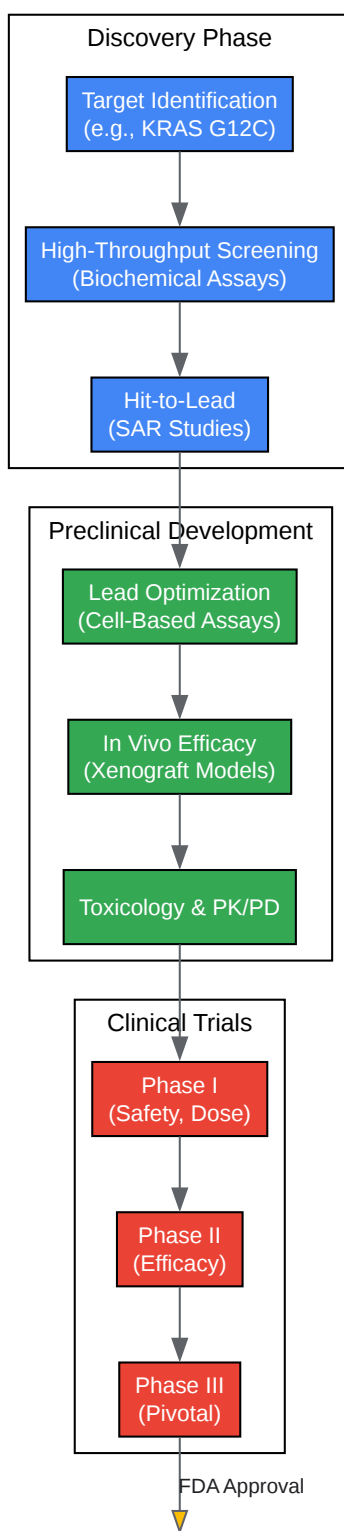 Discovery Phase
Target Identification
(e.g., KRAS G12C)
High-Throughput Screening
(Biochemical Assays)
Hit-to-Lead
(SAR Studies)
Preclinical Development
Lead Optimization
(Cell-Based Assays)
In Vivo Efficacy
(Xenograft Models)
Toxicology & PK/PD
Clinical Trials
Phase I
(Safety, Dose)
Phase II
(Efficacy)
Phase III
(Pivotal)
FDA Approval